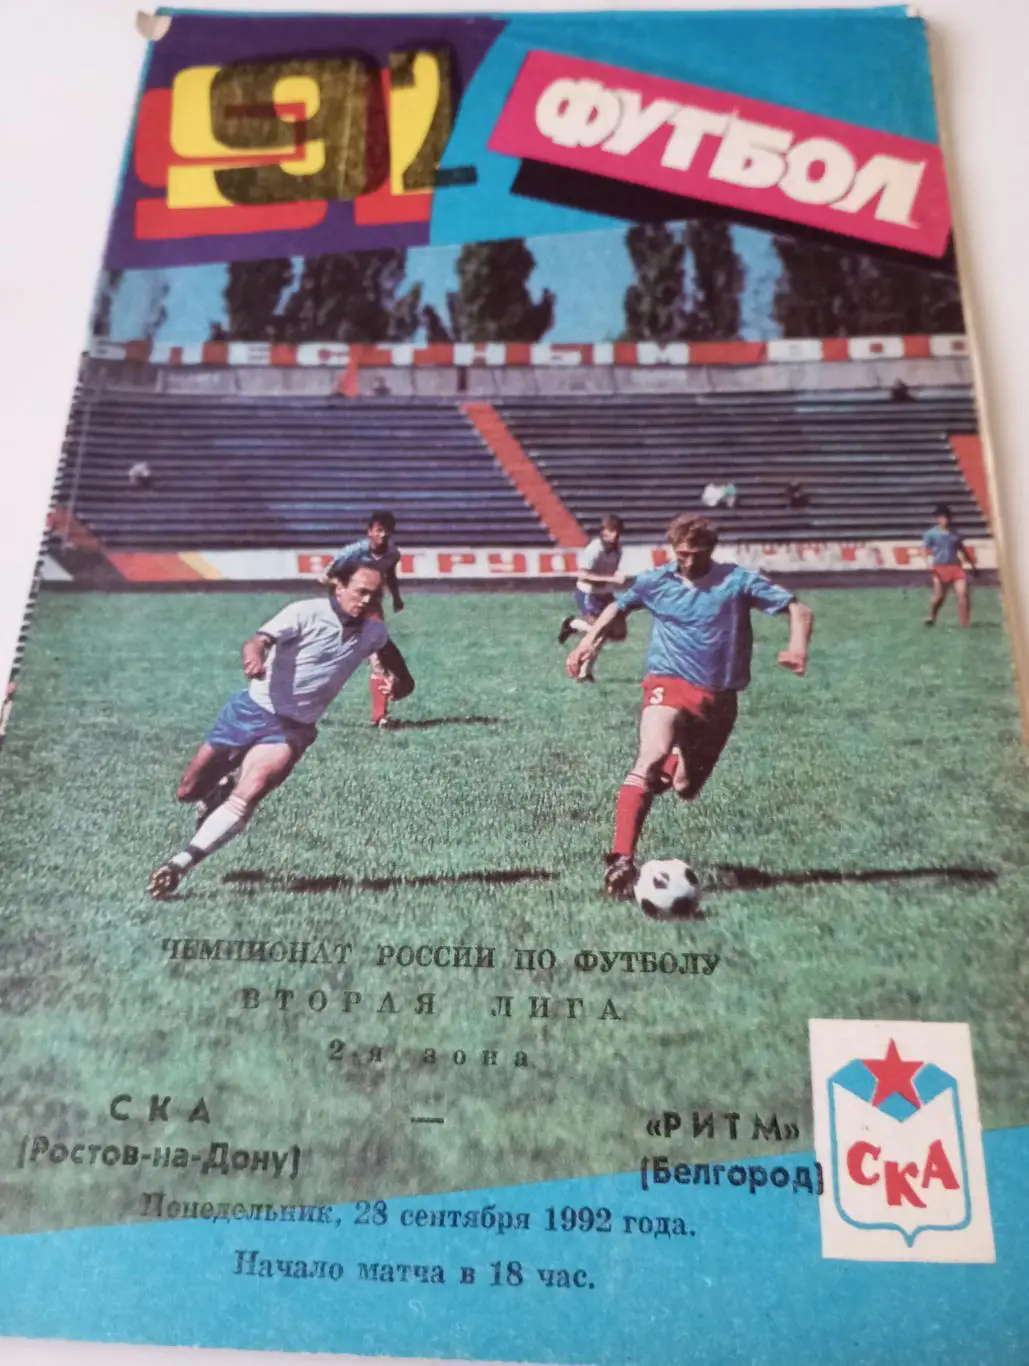 92
ФУТБОЛ
ЧЕМПИОНАТ РОССИИ ПО ФУТБОЛУ
ВТОРАЯ ЛИГА
2-я зона
СКА — «РИТМ»
(Ростов-на-Дону) (Белгород)
Понедельник, 28 сентября 1992 года.
Начало матча в 18 час.
СКА